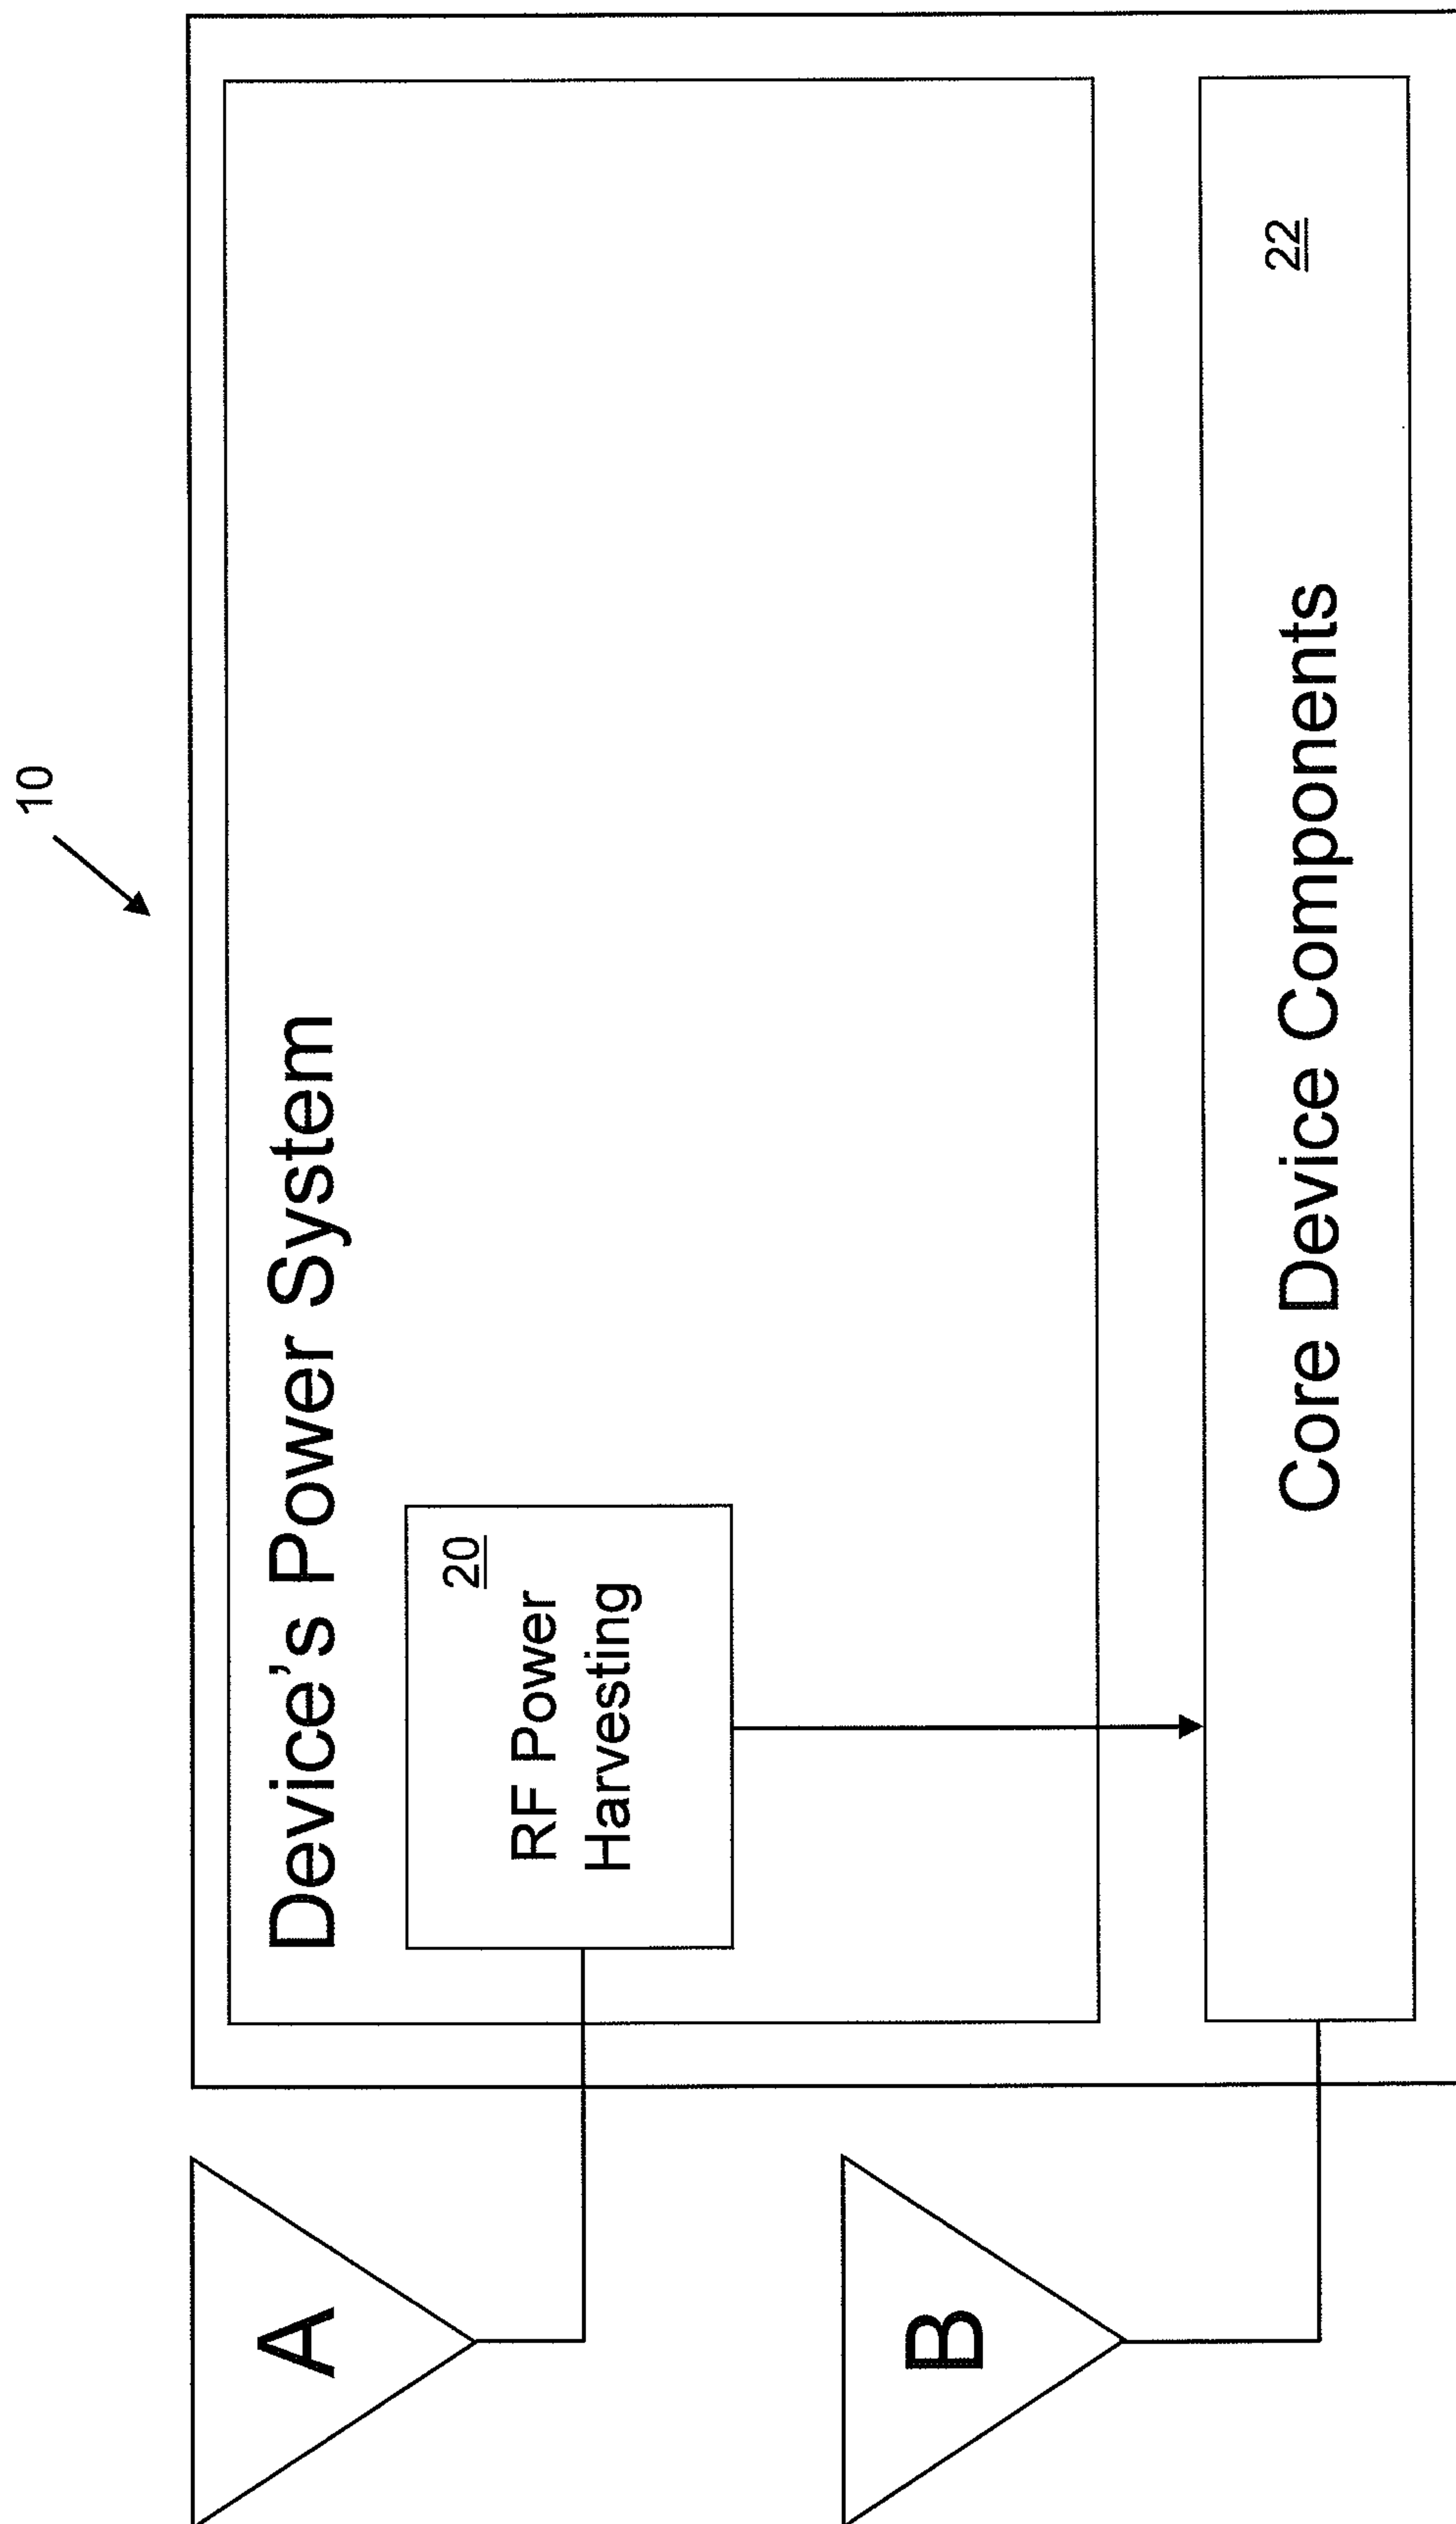 10
A
Device's Power System
20
RF Power
Harvesting
B
22
Core Device Components